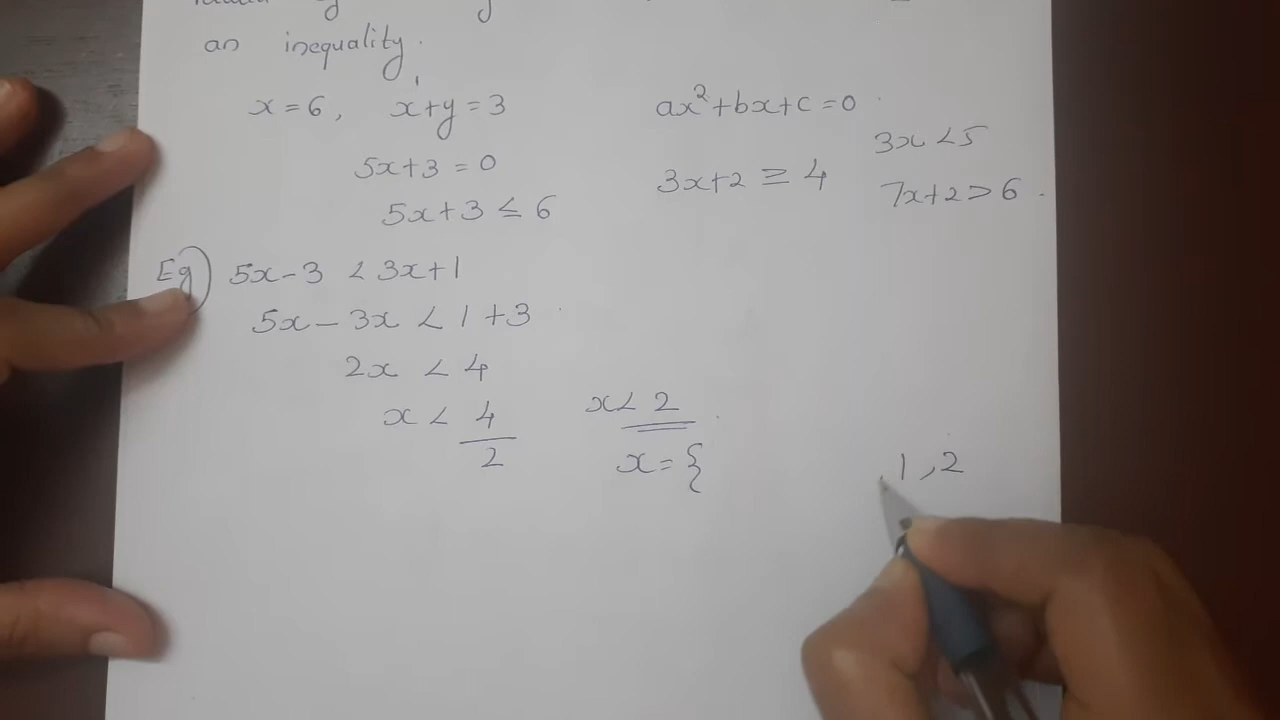 an inequality.
x = 6, x+y = 3 ax²+bx+c = 0
3x < 5
5x+3 = 0 3x+2 ≥ 4 7x+2 > 6.
5x+3 ≤ 6
Eg) 5x-3 < 3x+1
5x - 3x < 1 +3
2x < 4
x < 4/2 x < 2
x = { , 1 , 2